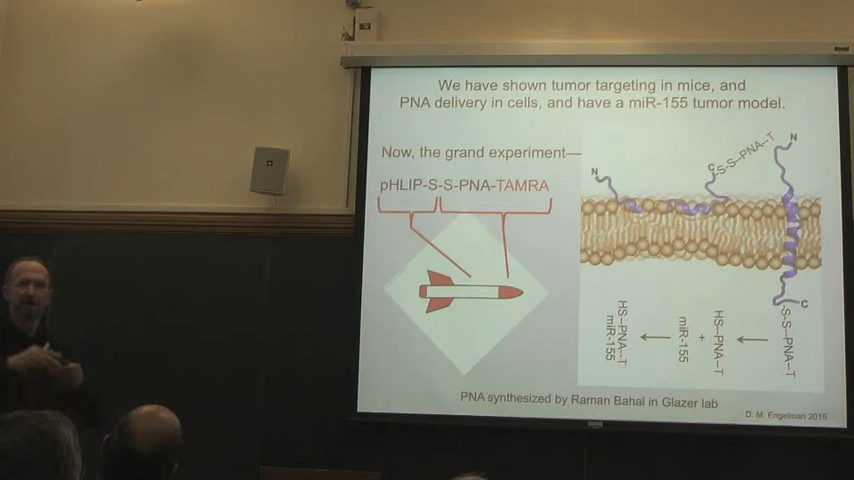 We have shown tumor targeting in mice, and
PNA delivery in cells, and have a miR-155 tumor model.
Now, the grand experiment—
pHLIP-S-S-PNA-TAMRA
N
C
S-S--PNA--T
N
C
-S-S--PNA--T
HS--PNA--T
+
miR-155
HS--PNA--T
miR-155
PNA synthesized by Raman Bahal in Glazer lab
D. M. Engelman 2015